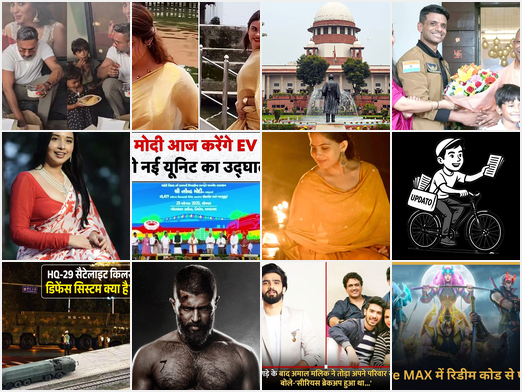 मोदी आज करेंगे EV
ी नई यूनिट का उद्घाट
UPDATO
HQ-29 सैटेलाइट किल
डिफेंस सिस्टम क्या है
के बाद अमाल मलिक ने तोड़ा अपने परिवार
बोले-'सीरियस ब्रेकअप हुआ था...'
e MAX में रिडीम कोड से